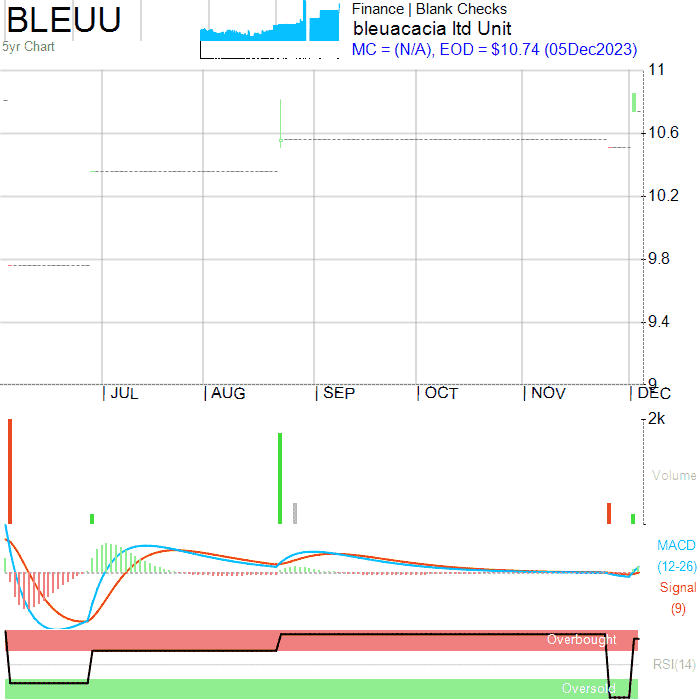 BLEUU
Finance | Blank Checks
bleuacacia ltd Unit
5yr Chart
MC = (N/A), EOD = $10.74 (05Dec2023)
11
10.6
10.2
9.8
9.4
9
| JUL | AUG | SEP | OCT | NOV | DEC
2k
Volume
MACD
(12-26)
Signal
(9)
Overbought
RSI(14)
Oversold